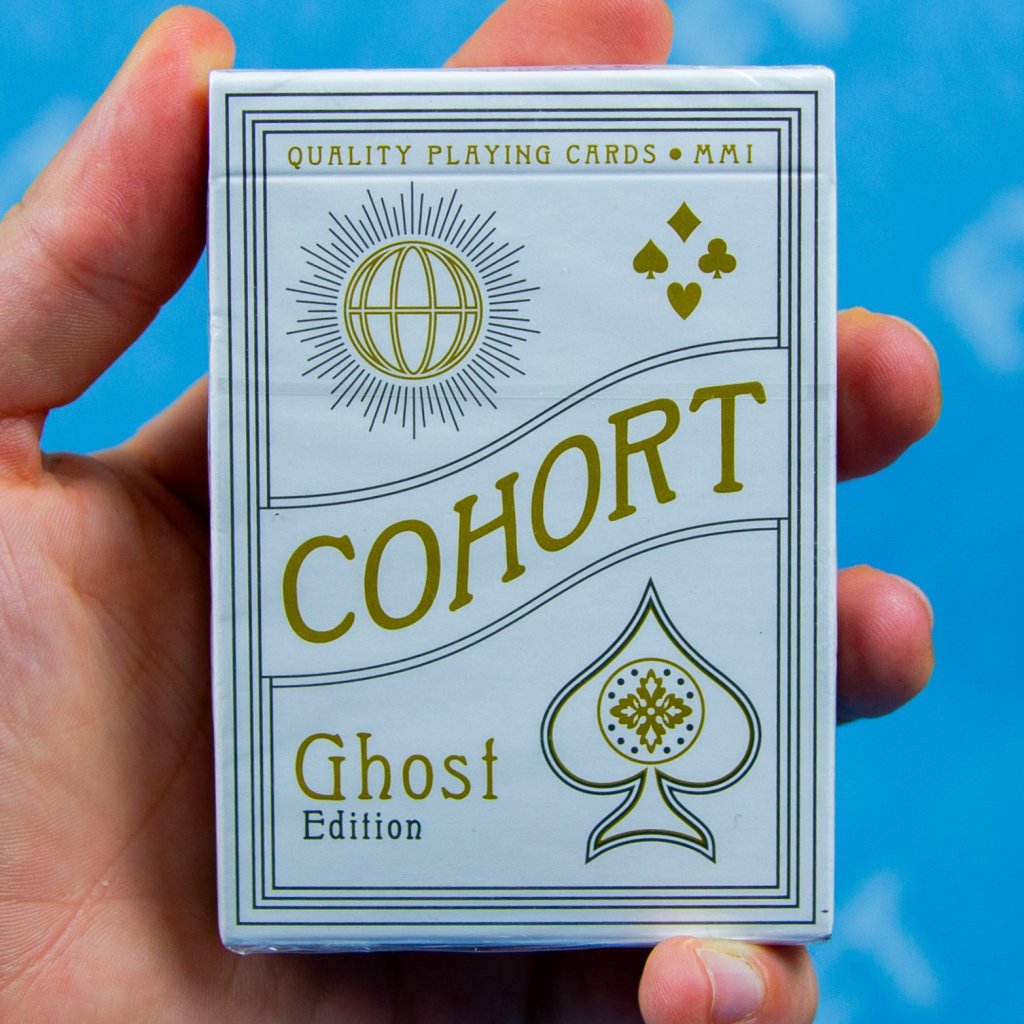 QUALITY PLAYING CARDS • MMI
COHORT
Ghost
Edition